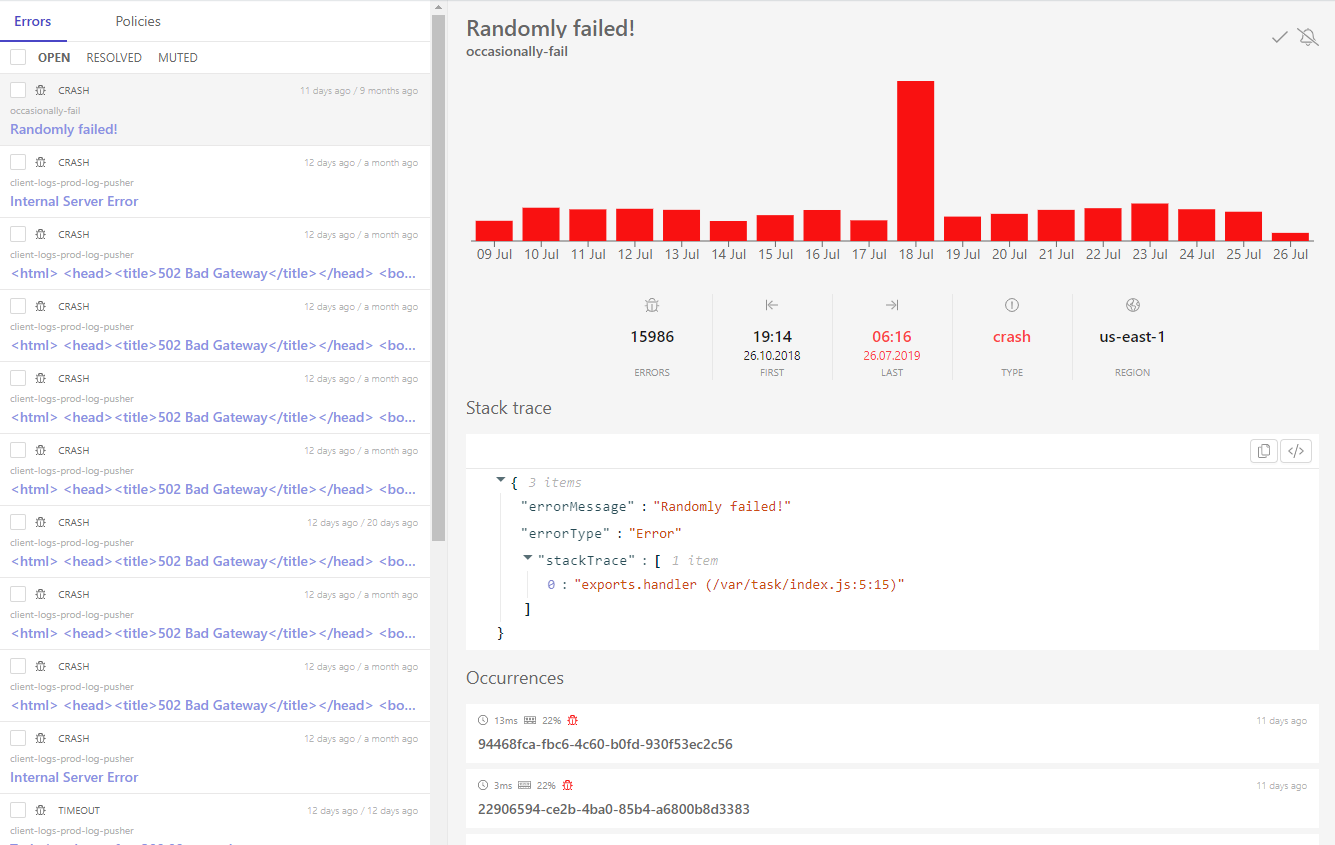 Errors Policies
OPEN RESOLVED MUTED
CRASH 11 days ago / 9 months ago
occasionally-fail
Randomly failed!
CRASH 12 days ago / a month ago
client-logs-prod-log-pusher
Internal Server Error
CRASH 12 days ago / a month ago
client-logs-prod-log-pusher
<html> <head><title>502 Bad Gateway</title></head> <bo...
CRASH 12 days ago / a month ago
client-logs-prod-log-pusher
<html> <head><title>502 Bad Gateway</title></head> <bo...
CRASH 12 days ago / a month ago
client-logs-prod-log-pusher
<html> <head><title>502 Bad Gateway</title></head> <bo...
CRASH 12 days ago / a month ago
client-logs-prod-log-pusher
<html> <head><title>502 Bad Gateway</title></head> <bo...
CRASH 12 days ago / 20 days ago
client-logs-prod-log-pusher
<html> <head><title>502 Bad Gateway</title></head> <bo...
CRASH 12 days ago / a month ago
client-logs-prod-log-pusher
<html> <head><title>502 Bad Gateway</title></head> <bo...
CRASH 12 days ago / a month ago
client-logs-prod-log-pusher
<html> <head><title>502 Bad Gateway</title></head> <bo...
CRASH 12 days ago / a month ago
client-logs-prod-log-pusher
Internal Server Error
TIMEOUT 12 days ago / 12 days ago
client-logs-prod-log-pusher
Randomly failed!
occasionally-fail
09 Jul 10 Jul 11 Jul 12 Jul 13 Jul 14 Jul 15 Jul 16 Jul 17 Jul 18 Jul 19 Jul 20 Jul 21 Jul 22 Jul 23 Jul 24 Jul 25 Jul 26 Jul
15986 19:14 06:16 crash us-east-1
26.10.2018 26.07.2019
ERRORS FIRST LAST TYPE REGION
Stack trace
</>
{ 3 items
"errorMessage" : "Randomly failed!"
"errorType" : "Error"
"stackTrace" : [ 1 item
0 : "exports.handler (/var/task/index.js:5:15)"
]
}
Occurrences
13ms 22% 11 days ago
94468fca-fbc6-4c60-b0fd-930f53ec2c56
3ms 22% 11 days ago
22906594-ce2b-4ba0-85b4-a6800b8d3383